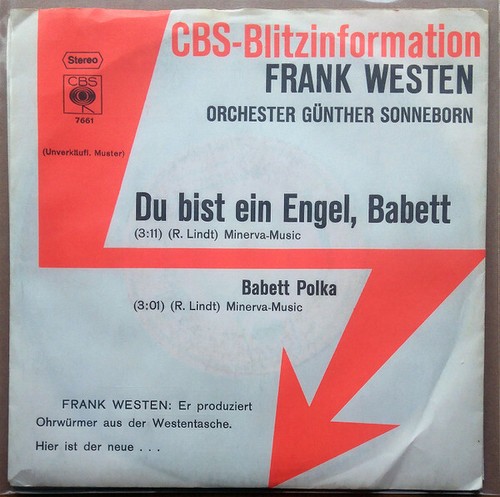 CBS-Blitzinformation
Stereo
CBS
7661
FRANK WESTEN
ORCHESTER GÜNTHER SONNEBORN
(Unverkäufl. Muster)
Du bist ein Engel, Babett
(3:11) (R. Lindt) Minerva-Music
Babett Polka
(3:01) (R. Lindt) Minerva-Music
FRANK WESTEN: Er produziert
Ohrwürmer aus der Westentasche.
Hier ist der neue . . .